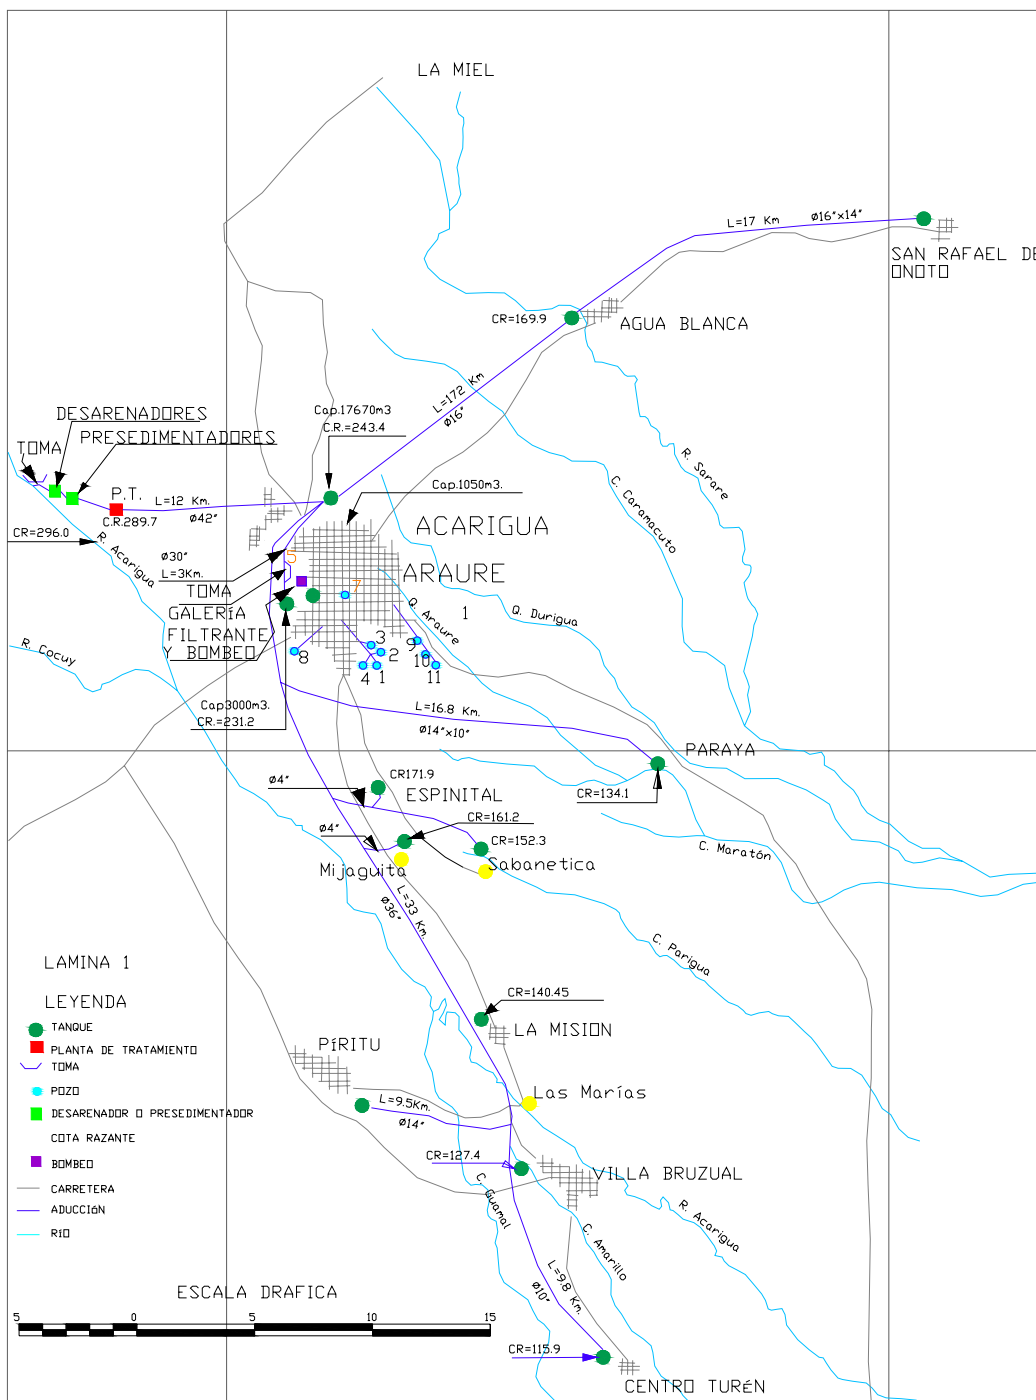 LA MIEL
L=17 Km
Ø16"x14"
SAN RAFAEL DE
ONOTO
CR=169.9
AGUA BLANCA
L=172 Km
Ø16"
Cap.17670m3
C.R.=243.4
DESARENADORES
PRESEDIMENTADORES
TOMA
P.T.
C.R.289.7
L=12 Km.
Ø42"
Cap.1050m3.
R. Sarare
C. Caramacuto
CR=296.0
R. Acarigua
Ø30"
L=3Km.
ACARIGUA
ARAURE
5
7
1
TOMA
GALERíA
FILTRANTE
Y BOMBEO
Q. Araure
Q. Durigua
R. Cocuy
8
3
2
4
1
9
10
11
Cap3000m3.
CR.=231.2
L=16.8 Km.
Ø14"x10"
PARAYA
CR=134.1
Ø4"
CR171.9
ESPINITAL
CR=161.2
Ø4"
CR=152.3
Mijaguita
Sabanetica
C. Maratón
L=33 Km.
Ø36"
C. Parigua
LAMINA 1
LEYENDA
TANQUE
PLANTA DE TRATAMIENTO
TOMA
POZO
DESARENADOR O PRESEDIMENTADOR
COTA RAZANTE
BOMBEO
CARRETERA
ADUCCIóN
RíO
CR=140.45
LA MISION
PíRITU
Las Marías
L=9.5Km.
Ø14"
CR=127.4
VILLA BRUZUAL
C. Guamal
R. Acarigua
C. Amarillo
L=9.8 Km.
Ø10"
ESCALA DRAFICA
5 0 5 10 15
CR=115.9
CENTRO TURéN